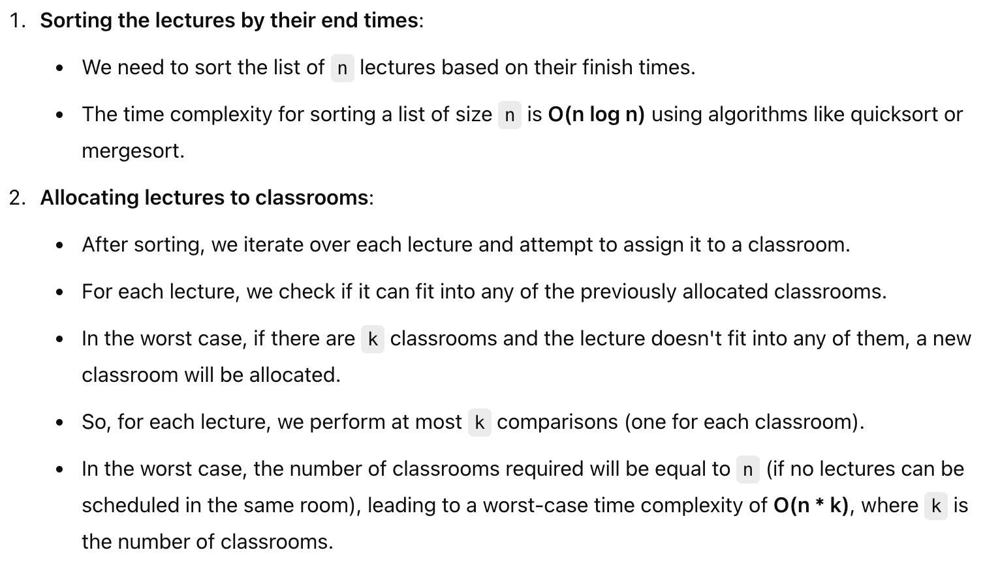 1. Sorting the lectures by their end times:
• We need to sort the list of n lectures based on their finish times.
• The time complexity for sorting a list of size n is O(n log n) using algorithms like quicksort or
mergesort.
2. Allocating lectures to classrooms:
• After sorting, we iterate over each lecture and attempt to assign it to a classroom.
• For each lecture, we check if it can fit into any of the previously allocated classrooms.
• In the worst case, if there are k classrooms and the lecture doesn't fit into any of them, a new
classroom will be allocated.
• So, for each lecture, we perform at most k comparisons (one for each classroom).
• In the worst case, the number of classrooms required will be equal to n (if no lectures can be
scheduled in the same room), leading to a worst-case time complexity of O(n * k), where k is
the number of classrooms.